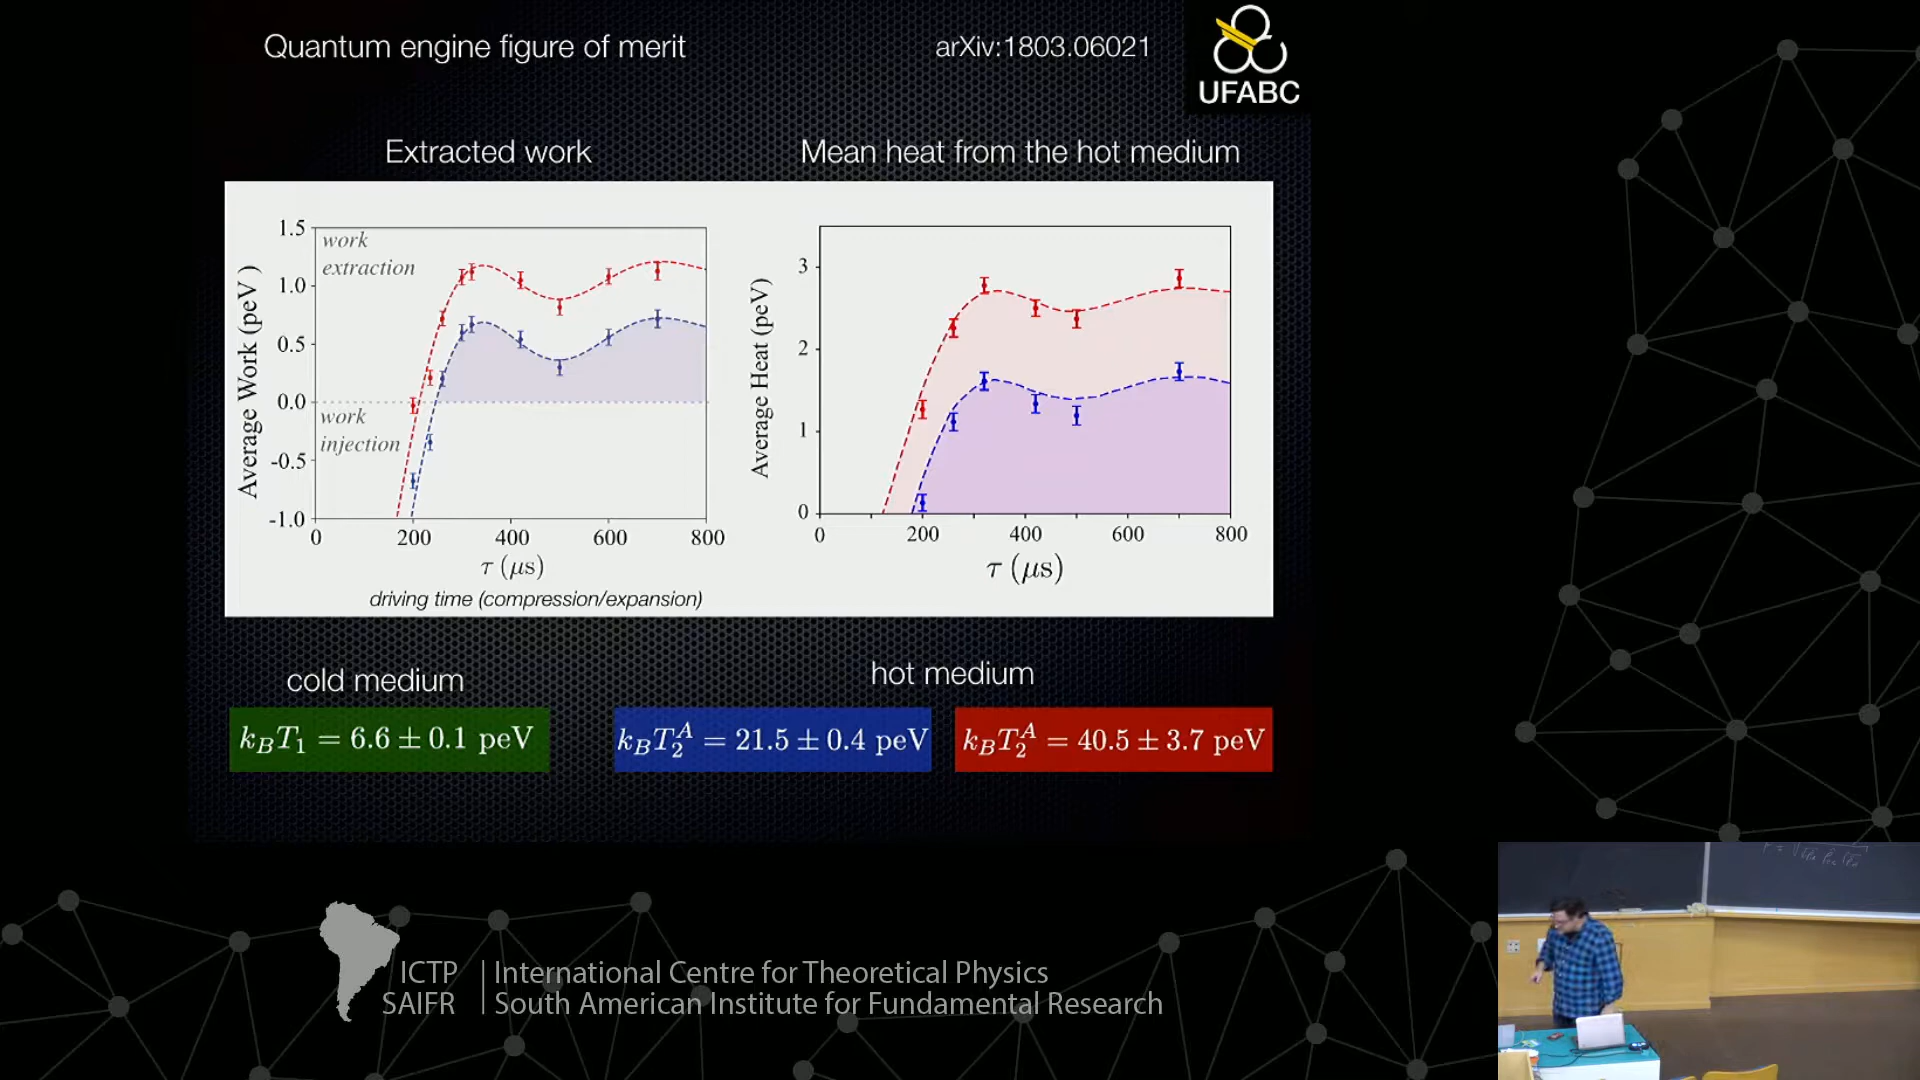 Quantum engine figure of merit
arXiv:1803.06021
UFABC
Extracted work
Mean heat from the hot medium
Average Work (peV)
1.5
1.0
0.5
0.0
-0.5
-1.0
work
extraction
work
injection
0
200
400
600
800
τ (μs)
driving time (compression/expansion)
Average Heat (peV)
3
2
1
0
0
200
400
600
800
τ (μs)
cold medium
hot medium
k_B T_1 = 6.6 ± 0.1 peV
k_B T_2^A = 21.5 ± 0.4 peV
k_B T_2^A = 40.5 ± 3.7 peV
ICTP
SAIFR
International Centre for Theoretical Physics
South American Institute for Fundamental Research